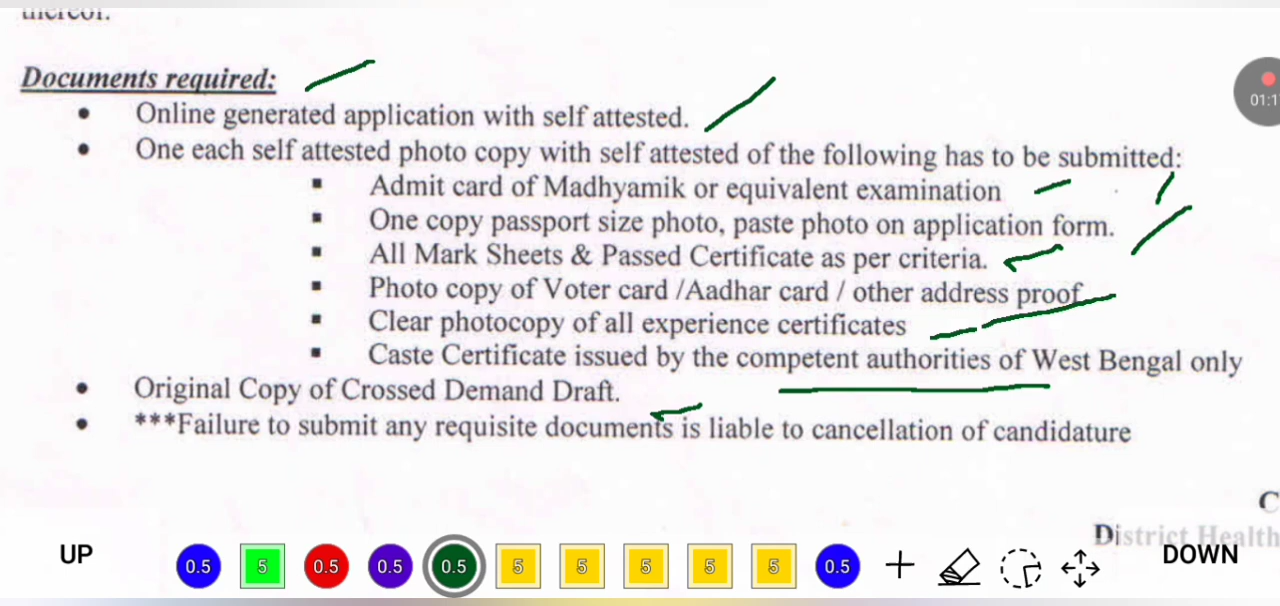 thereof.
Documents required:
• Online generated application with self attested.
• One each self attested photo copy with self attested of the following has to be submitted:
▪ Admit card of Madhyamik or equivalent examination
▪ One copy passport size photo, paste photo on application form.
▪ All Mark Sheets & Passed Certificate as per criteria.
▪ Photo copy of Voter card /Aadhar card / other address proof
▪ Clear photocopy of all experience certificates
▪ Caste Certificate issued by the competent authorities of West Bengal only
• Original Copy of Crossed Demand Draft.
• ***Failure to submit any requisite documents is liable to cancellation of candidature
C
District Health
UP
0.5 5 0.5 0.5 0.5 5 5 5 5 5 0.5
DOWN